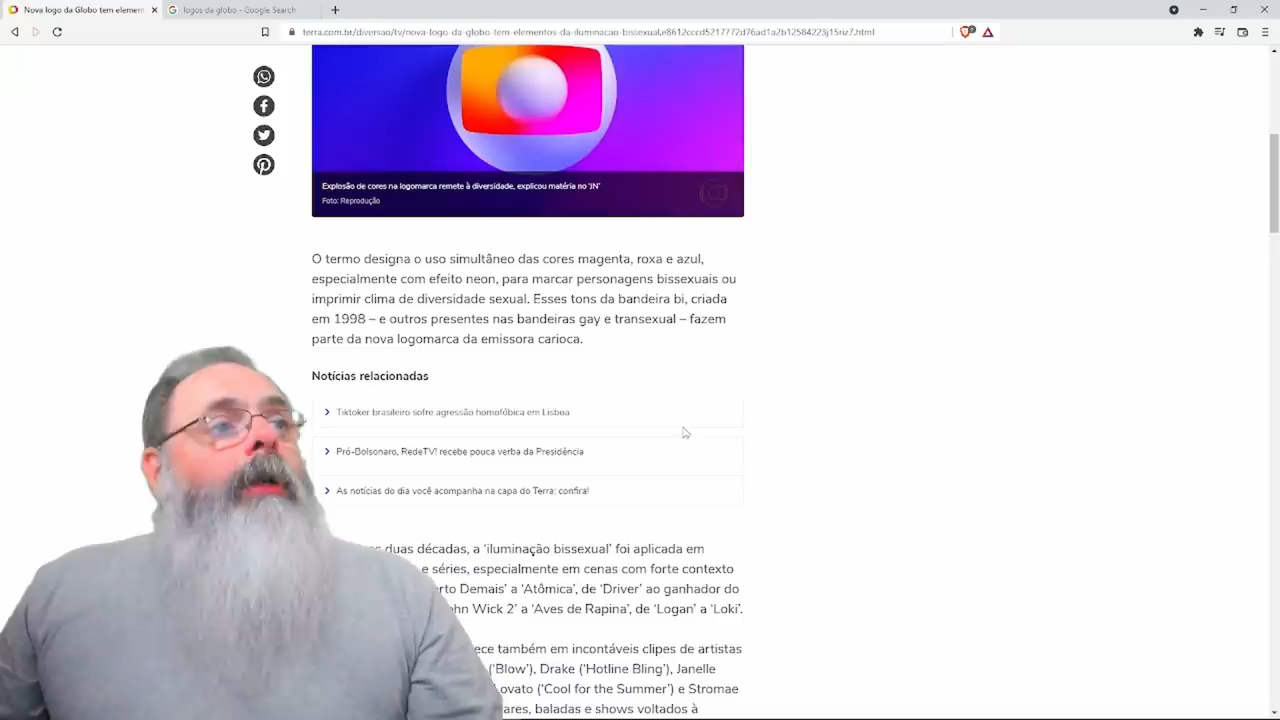 Nova logo da Globo tem element
logos da globo - Google Search
terra.com.br/diversao/tv/nova-logo-da-globo-tem-elementos-da-iluminacao-bissexual,e8612cccd5217772d76ad1a2b12584223j15riz7.html
Explosão de cores na logomarca remete à diversidade, explicou matéria no 'JN'
Foto: Reprodução
O termo designa o uso simultâneo das cores magenta, roxa e azul,
especialmente com efeito neon, para marcar personagens bissexuais ou
imprimir clima de diversidade sexual. Esses tons da bandeira bi, criada
em 1998 – e outros presentes nas bandeiras gay e transexual – fazem
parte da nova logomarca da emissora carioca.
Notícias relacionadas
Tiktoker brasileiro sofre agressão homofóbica em Lisboa
Pró-Bolsonaro, RedeTV! recebe pouca verba da Presidência
As notícias do dia você acompanha na capa do Terra; confira!
duas décadas, a 'iluminação bissexual' foi aplicada em
e séries, especialmente em cenas com forte contexto
Demais' a 'Atômica', de 'Driver' ao ganhador do
Wick 2' a 'Aves de Rapina', de 'Logan' a 'Loki'.
também em incontáveis clipes de artistas
('Blow'), Drake ('Hotline Bling'), Janelle
('Cool for the Summer') e Stromae
baladas e shows voltados à